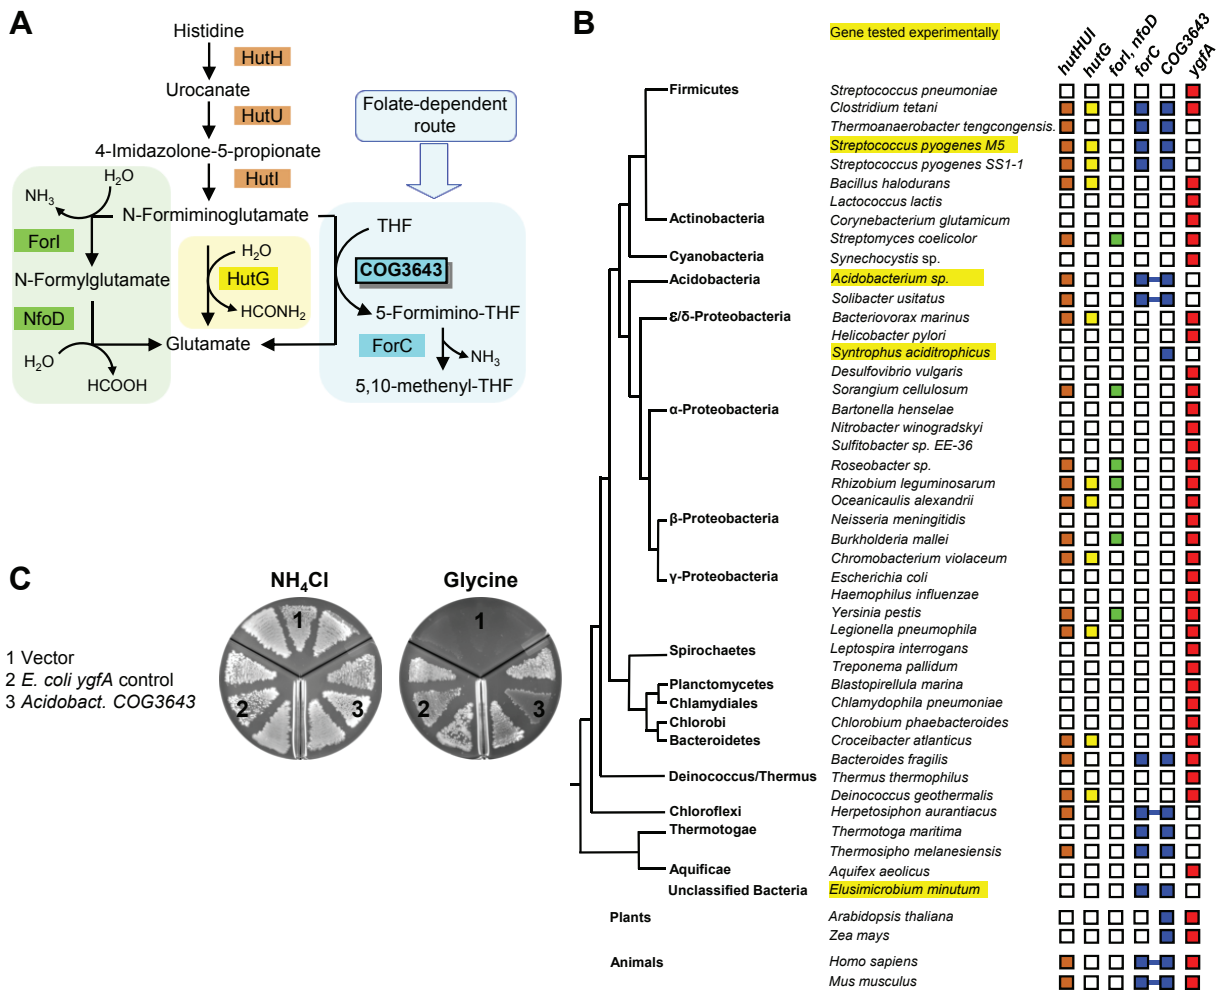 A
Histidine
HutH
Urocanate
HutU
4-Imidazolone-5-propionate
HutI
N-Formiminoglutamate
Folate-dependent
route
NH3
H2O
ForI
N-Formylglutamate
NfoD
H2O
HCOOH
H2O
HutG
HCONH2
Glutamate
THF
COG3643
5-Formimino-THF
ForC
NH3
5,10-methenyl-THF
B
Gene tested experimentally
hutHUI
hutG
forI, nfoD
forC
COG3643
ygfA
Firmicutes
Streptococcus pneumoniae
Clostridium tetani
Thermoanaerobacter tengcongensis.
Streptococcus pyogenes M5
Streptococcus pyogenes SS1-1
Bacillus halodurans
Lactococcus lactis
Actinobacteria
Corynebacterium glutamicum
Streptomyces coelicolor
Cyanobacteria
Synechocystis sp.
Acidobacteria
Acidobacterium sp.
Solibacter usitatus
ε/δ-Proteobacteria
Bacteriovorax marinus
Helicobacter pylori
Syntrophus aciditrophicus
Desulfovibrio vulgaris
Sorangium cellulosum
α-Proteobacteria
Bartonella henselae
Nitrobacter winogradskyi
Sulfitobacter sp. EE-36
Roseobacter sp.
Rhizobium leguminosarum
Oceanicaulis alexandrii
β-Proteobacteria
Neisseria meningitidis
Burkholderia mallei
Chromobacterium violaceum
γ-Proteobacteria
Escherichia coli
Haemophilus influenzae
Yersinia pestis
Legionella pneumophila
Spirochaetes
Leptospira interrogans
Treponema pallidum
Planctomycetes
Blastopirellula marina
Chlamydiales
Chlamydophila pneumoniae
Chlorobi
Chlorobium phaebacteroides
Bacteroidetes
Croceibacter atlanticus
Bacteroides fragilis
Deinococcus/Thermus
Thermus thermophilus
Deinococcus geothermalis
Chloroflexi
Herpetosiphon aurantiacus
Thermotogae
Thermotoga maritima
Thermosipho melanesiensis
Aquificae
Aquifex aeolicus
Unclassified Bacteria
Elusimicrobium minutum
Plants
Arabidopsis thaliana
Zea mays
Animals
Homo sapiens
Mus musculus
C
NH4Cl
Glycine
1 Vector
2 E. coli ygfA control
3 Acidobact. COG3643
1
2
3
1
2
3